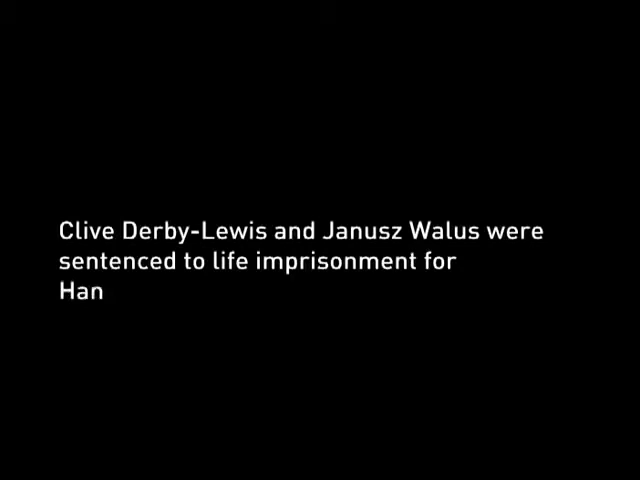 Clive Derby-Lewis and Janusz Walus were
sentenced to life imprisonment for
Han